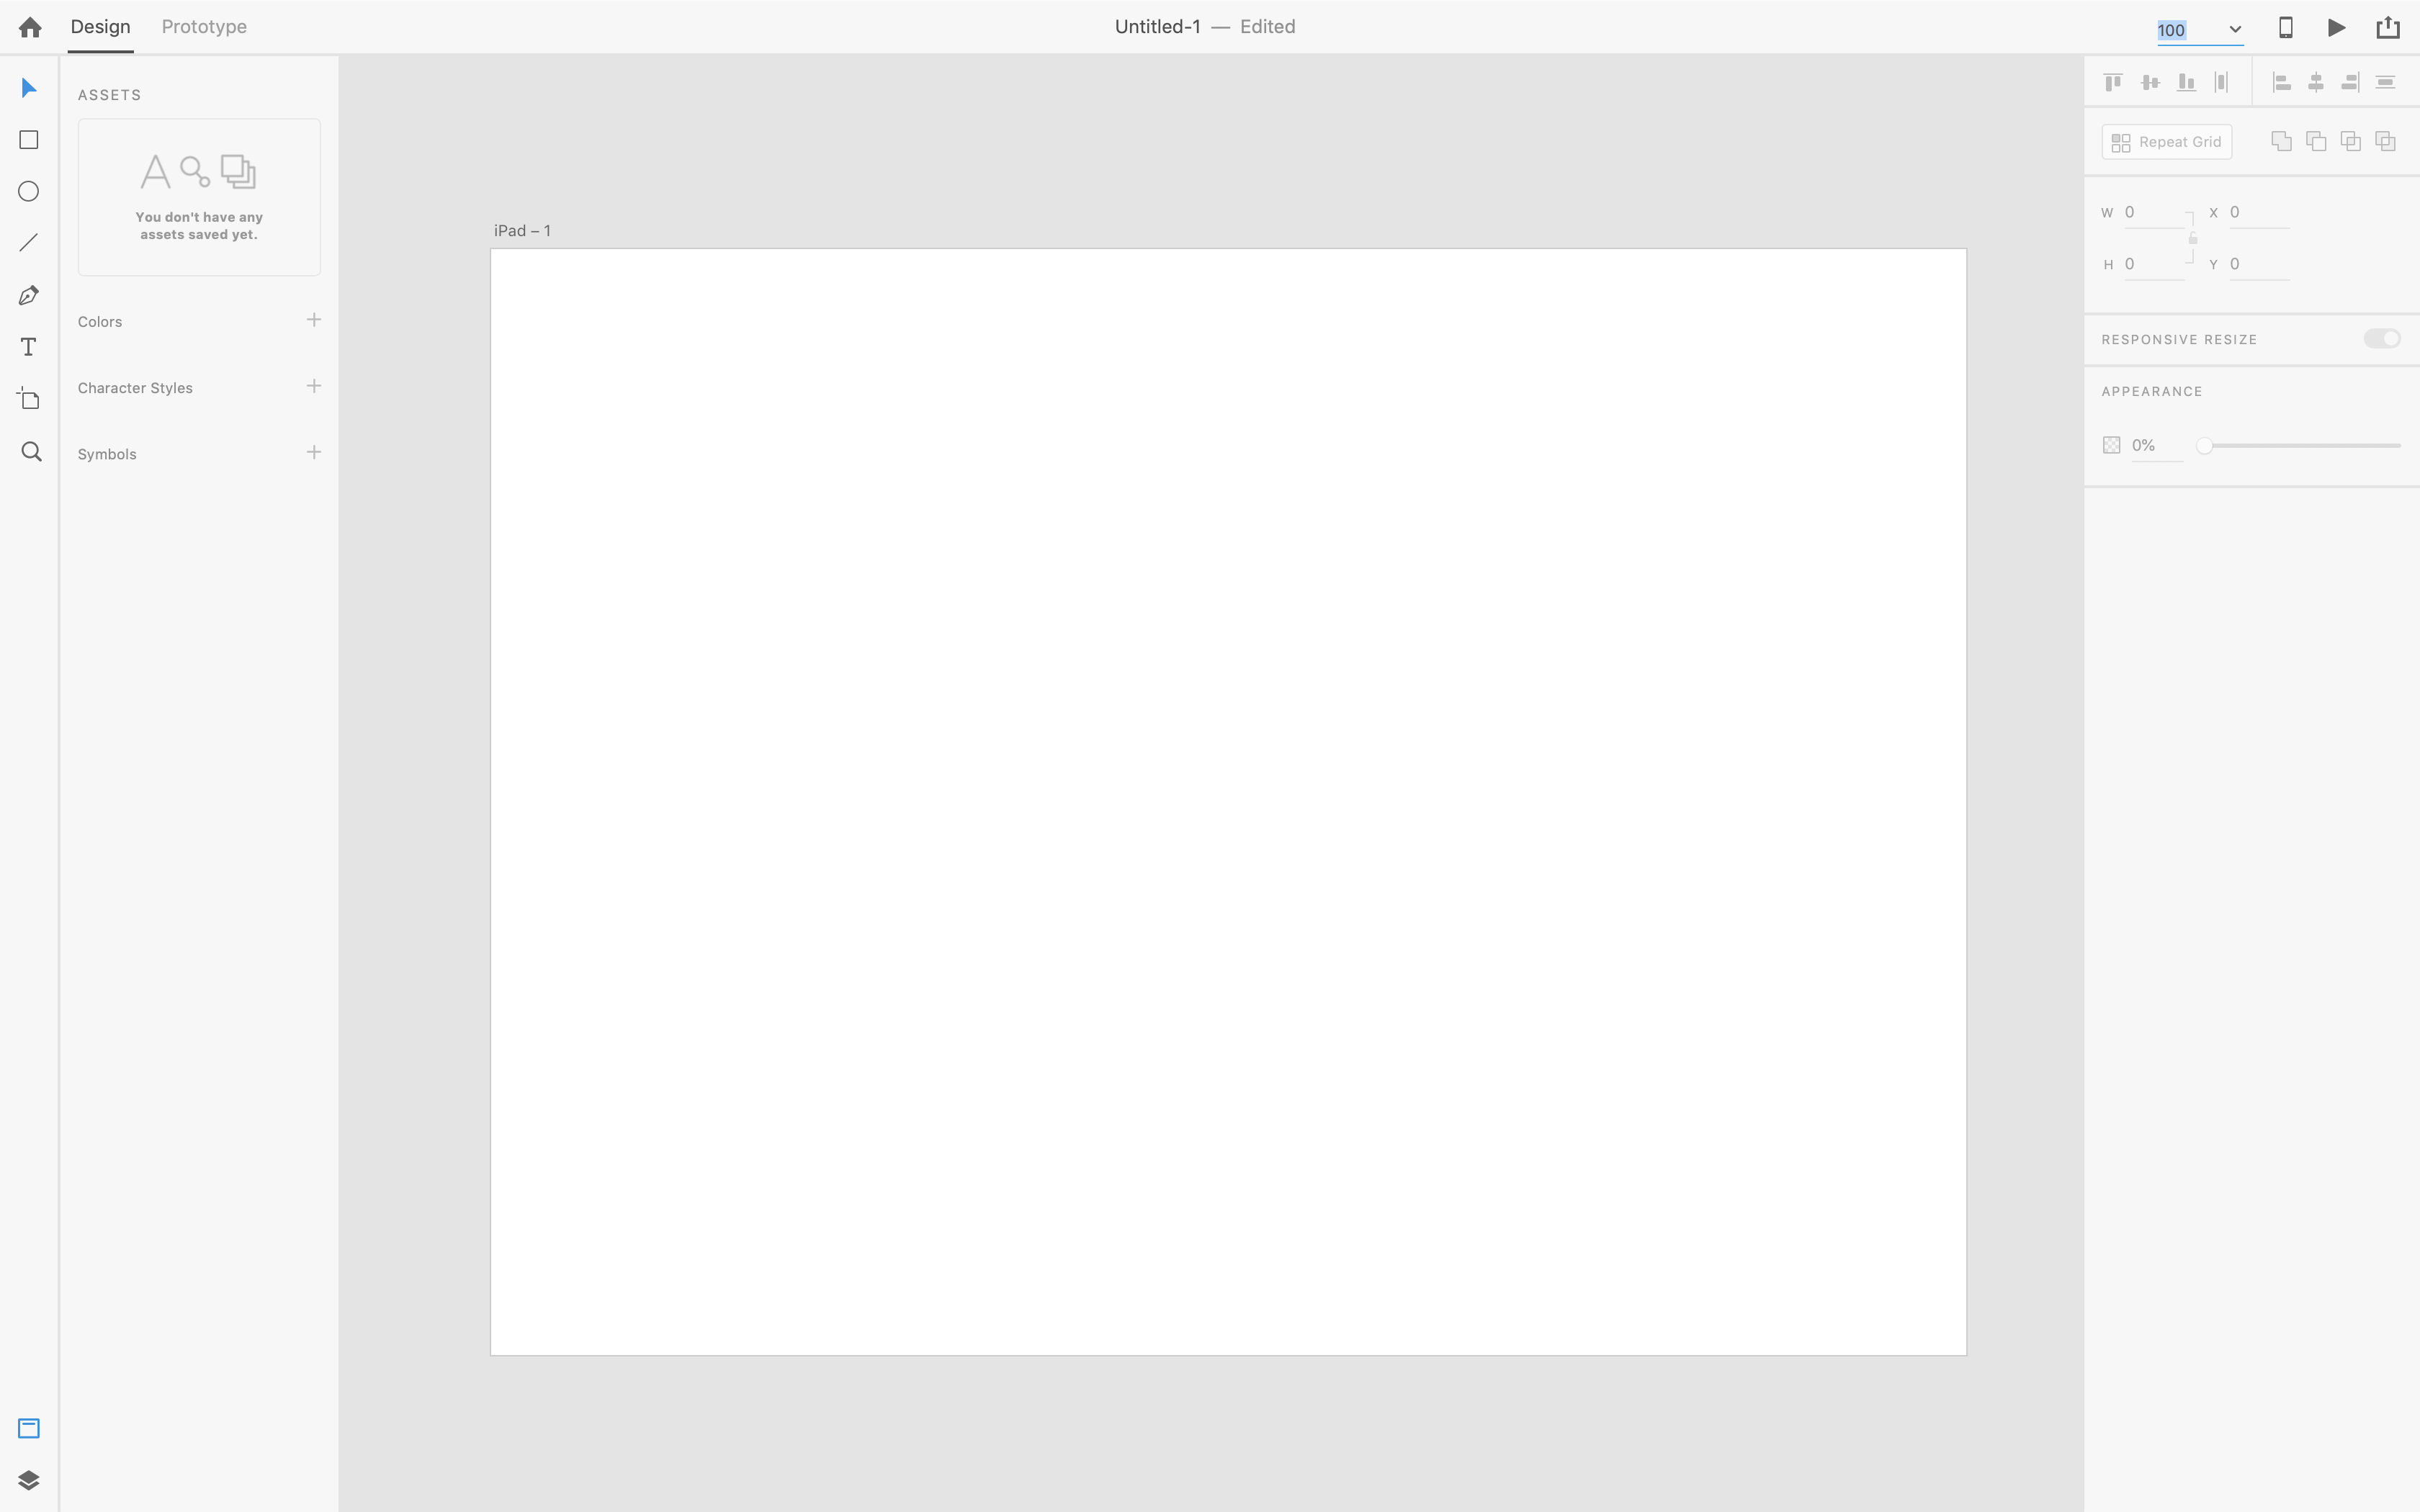 Design Prototype
Untitled-1 — Edited
100
ASSETS
You don't have any
assets saved yet.
Colors
Character Styles
Symbols
iPad – 1
Repeat Grid
W 0 X 0
H 0 Y 0
RESPONSIVE RESIZE
APPEARANCE
0%